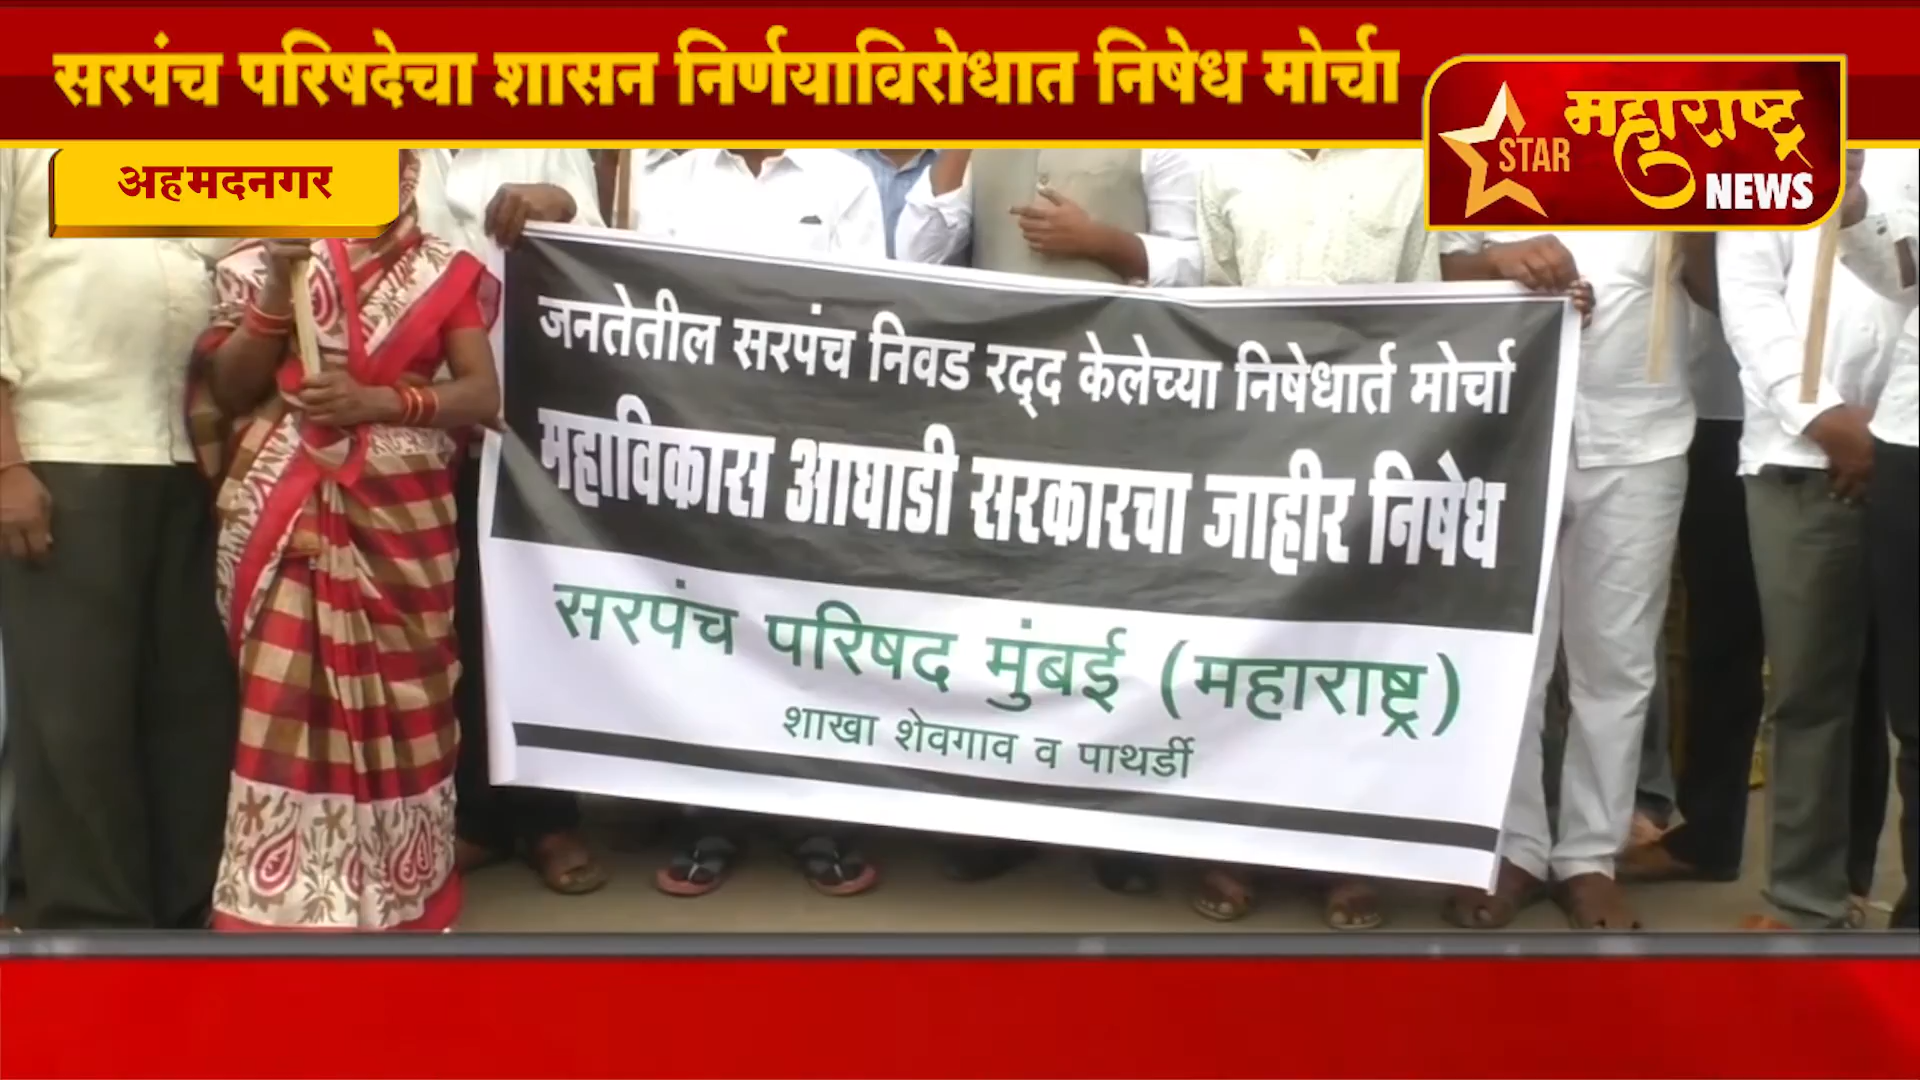 सरपंच परिषदेचा शासन निर्णयाविरोधात निषेध मोर्चा
STAR महाराष्ट्र NEWS
अहमदनगर
जनतेतील सरपंच निवड रद्द केलेच्या निषेधार्त मोर्चा
महाविकास आघाडी सरकारचा जाहीर निषेध
सरपंच परिषद मुंबई (महाराष्ट्र)
शाखा शेवगाव व पाथर्डी